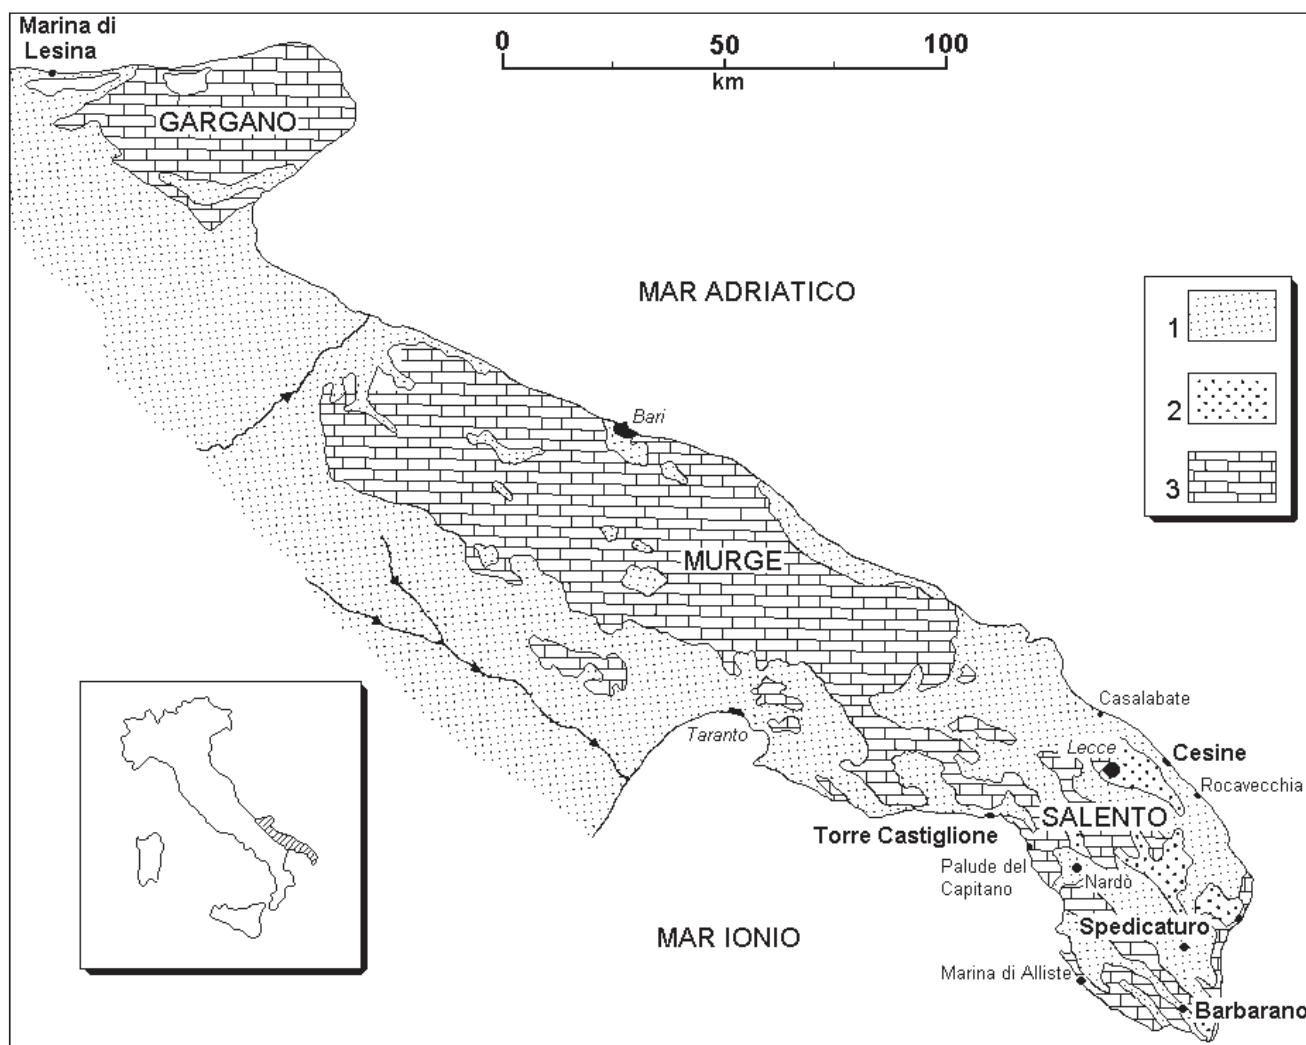 Marina di
Lesina
0 50 100
km
GARGANO
MAR ADRIATICO
1
2
3
Bari
MURGE
Casalabate
Taranto
Lecce
Cesine
Rocavecchia
SALENTO
Torre Castiglione
Palude del
Capitano
Nardò
Spedicaturo
MAR IONIO
Marina di Alliste
Barbarano